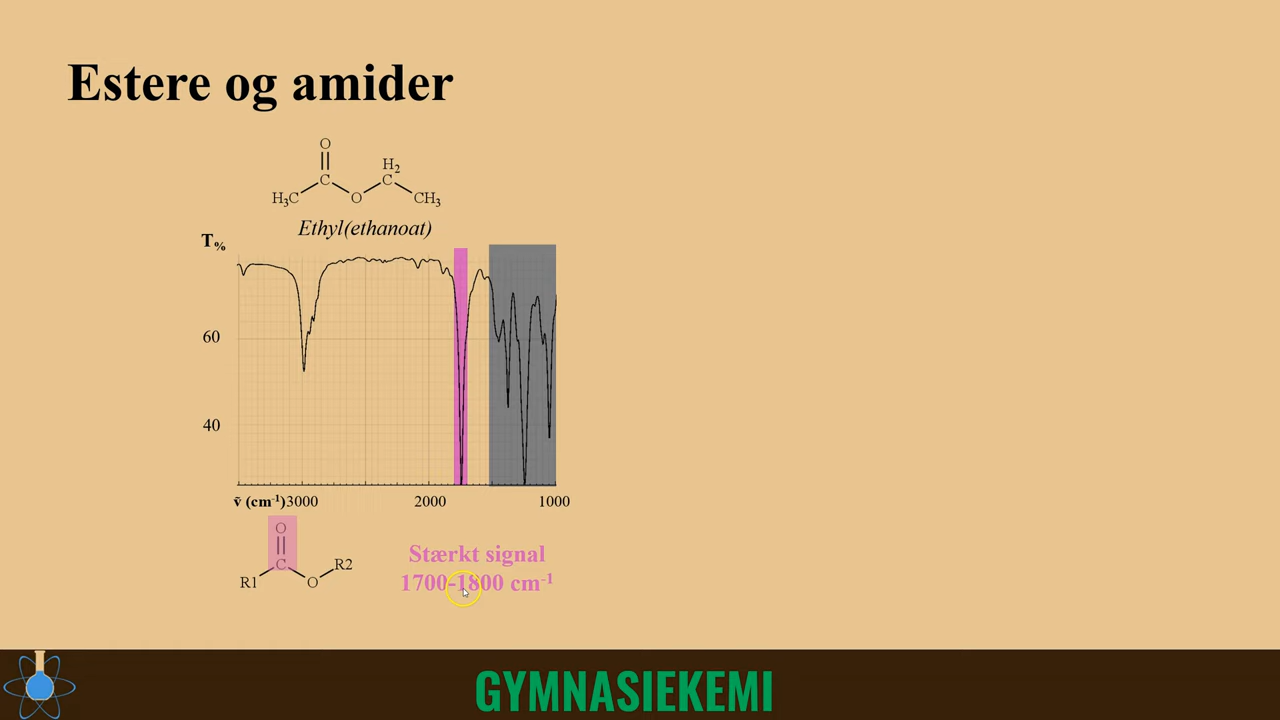 Estere og amider
O
H2
C
C
H3C
O
CH3
Ethyl(ethanoat)
T%
60
40
ṽ (cm-1)
3000
2000
1000
O
C
R2
R1
O
Stærkt signal
1700-1800 cm-1
GYMNASIEKEMI